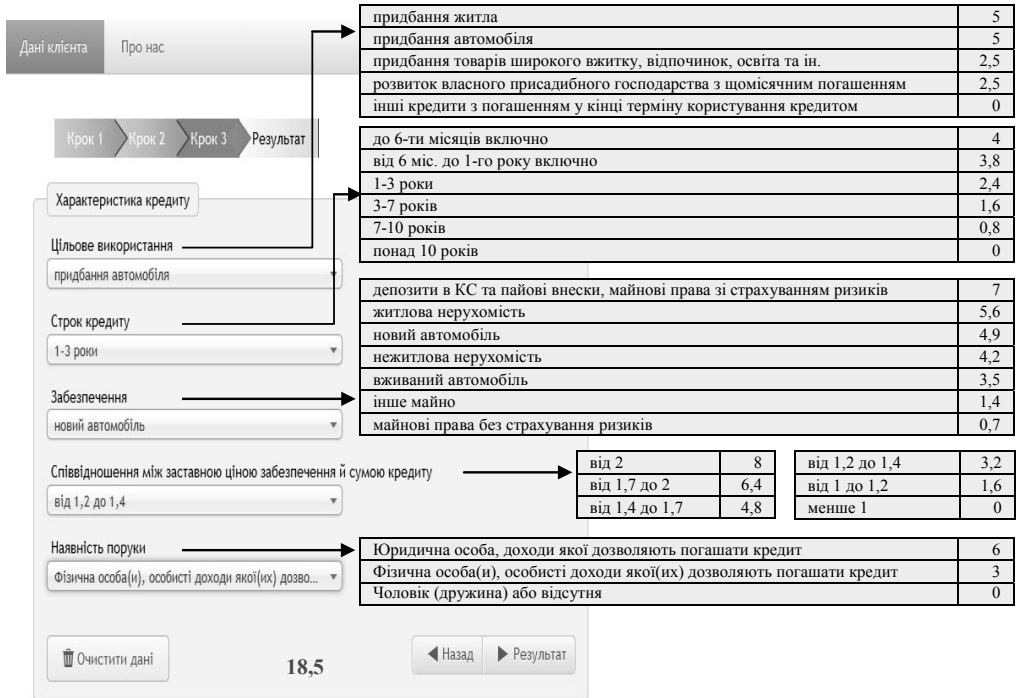 Дані клієнта Про нас
Крок 1 Крок 2 Крок 3 Результат
Характеристика кредиту
Цільове використання
придбання автомобіля
Строк кредиту
1-3 роки
Забезпечення
новий автомобіль
Співвідношення між заставною ціною забезпечення й сумою кредиту
від 1,2 до 1,4
Наявність поруки
Фізична особа(и), особисті доходи якої(их) дозво...
Очистити дані
18,5
Назад Результат
придбання житла 5
придбання автомобіля 5
придбання товарів широкого вжитку, відпочинок, освіта та ін. 2,5
розвиток власного присадибного господарства з щомісячним погашенням 2,5
інші кредити з погашенням у кінці терміну користування кредитом 0
до 6-ти місяців включно 4
від 6 міс. до 1-го року включно 3,8
1-3 роки 2,4
3-7 років 1,6
7-10 років 0,8
понад 10 років 0
депозити в КС та пайові внески, майнові права зі страхуванням ризиків 7
житлова нерухомість 5,6
новий автомобіль 4,9
нежитлова нерухомість 4,2
вживаний автомобіль 3,5
інше майно 1,4
майнові права без страхування ризиків 0,7
від 2 8
від 1,7 до 2 6,4
від 1,4 до 1,7 4,8
від 1,2 до 1,4 3,2
від 1 до 1,2 1,6
менше 1 0
Юридична особа, доходи якої дозволяють погашати кредит 6
Фізична особа(и), особисті доходи якої(их) дозволяють погашати кредит 3
Чоловік (дружина) або відсутня 0